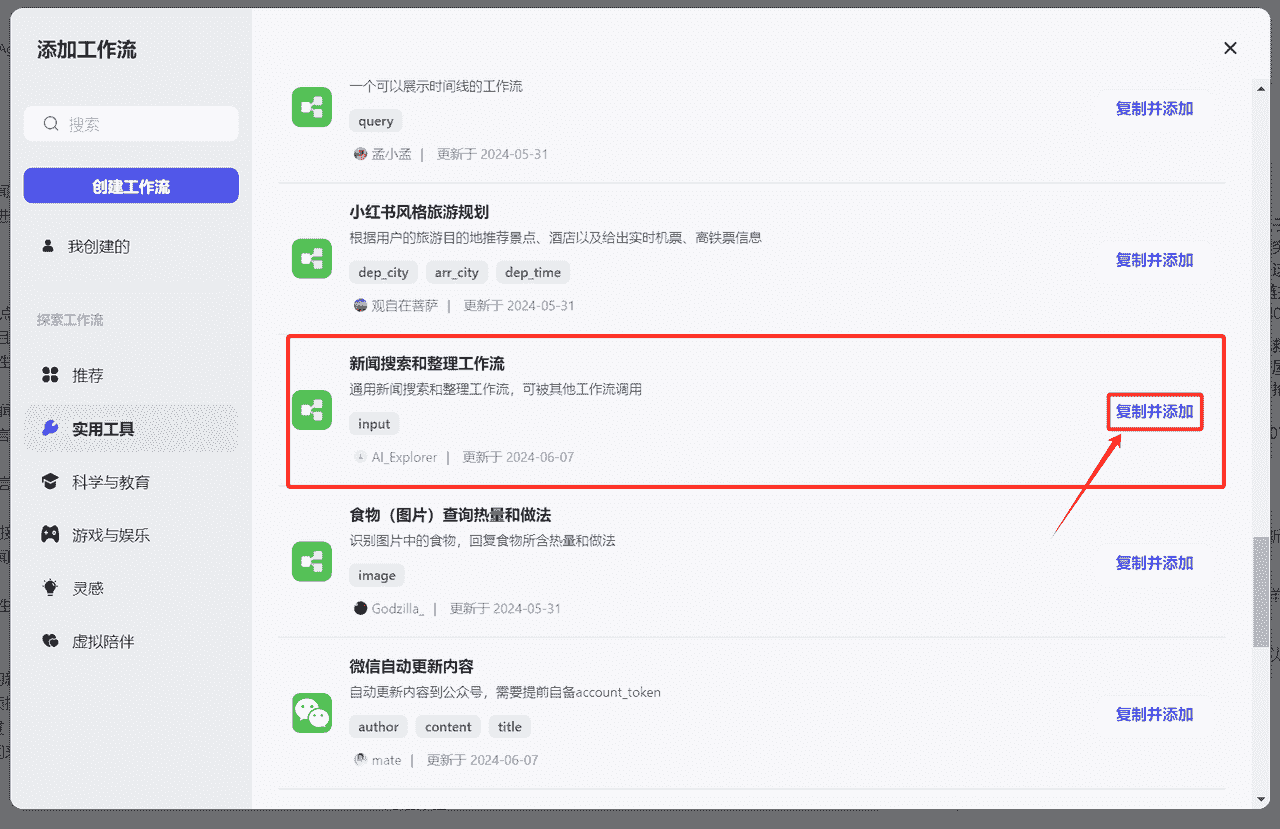 添加工作流
搜索
创建工作流
我创建的
探索工作流
推荐
实用工具
科学与教育
游戏与娱乐
灵感
虚拟陪伴
一个可以展示时间线的工作流
query
孟小孟 | 更新于 2024-05-31
复制并添加
小红书风格旅游规划
根据用户的旅游目的地推荐景点、酒店以及给出实时机票、高铁票信息
dep_city arr_city dep_time
观自在菩萨 | 更新于 2024-05-31
复制并添加
新闻搜索和整理工作流
通用新闻搜索和整理工作流，可被其他工作流调用
input
AI_Explorer | 更新于 2024-06-07
复制并添加
食物（图片）查询热量和做法
识别图片中的食物，回复食物所含热量和做法
image
Godzilla_ | 更新于 2024-05-31
复制并添加
微信自动更新内容
自动更新内容到公众号，需要提前自备account_token
author content title
mate | 更新于 2024-06-07
复制并添加